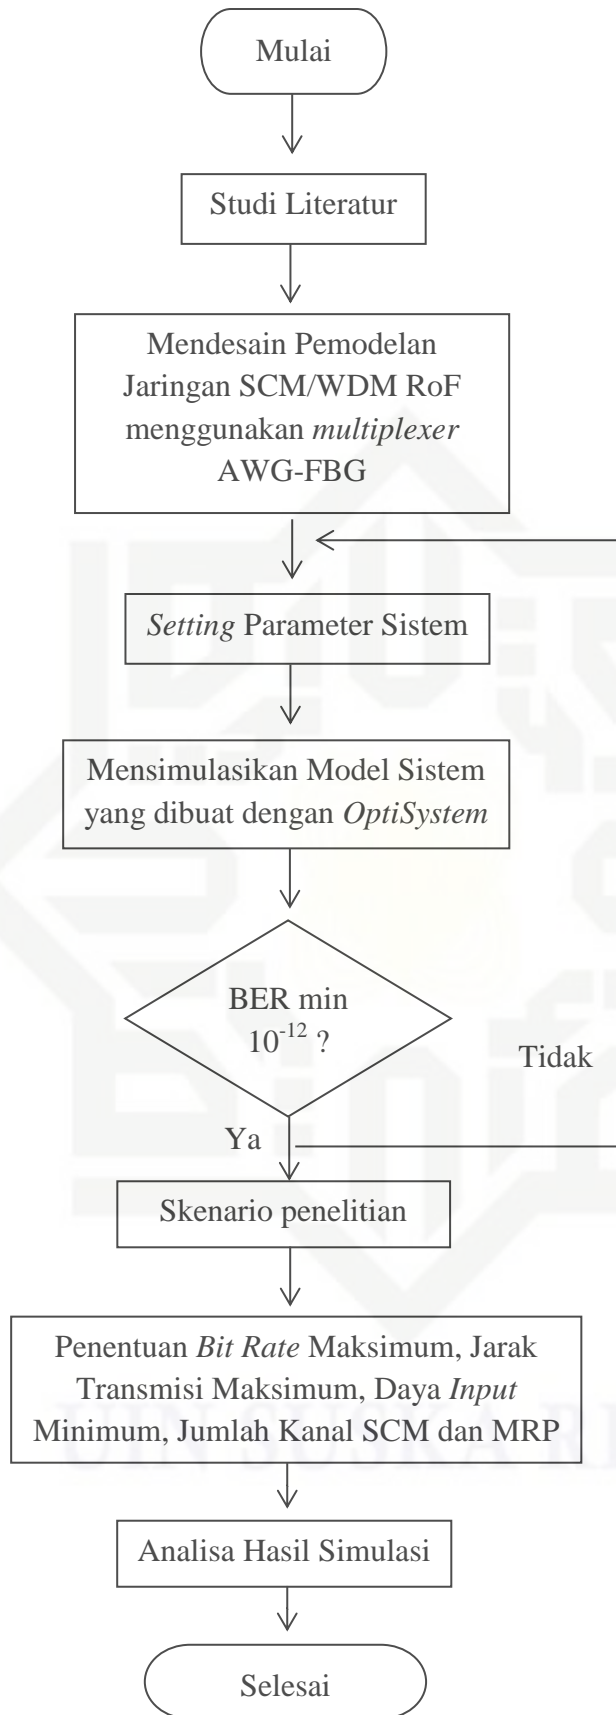 Mulai
Studi Literatur
Mendesain Pemodelan
Jaringan SCM/WDM RoF
menggunakan multiplexer
AWG-FBG
Setting Parameter Sistem
Mensimulasikan Model Sistem
yang dibuat dengan OptiSystem
BER min
10⁻¹² ?
Tidak
Ya
Skenario penelitian
Penentuan Bit Rate Maksimum, Jarak
Transmisi Maksimum, Daya Input
Minimum, Jumlah Kanal SCM dan MRP
UIN SUSKA R
Analisa Hasil Simulasi
Selesai